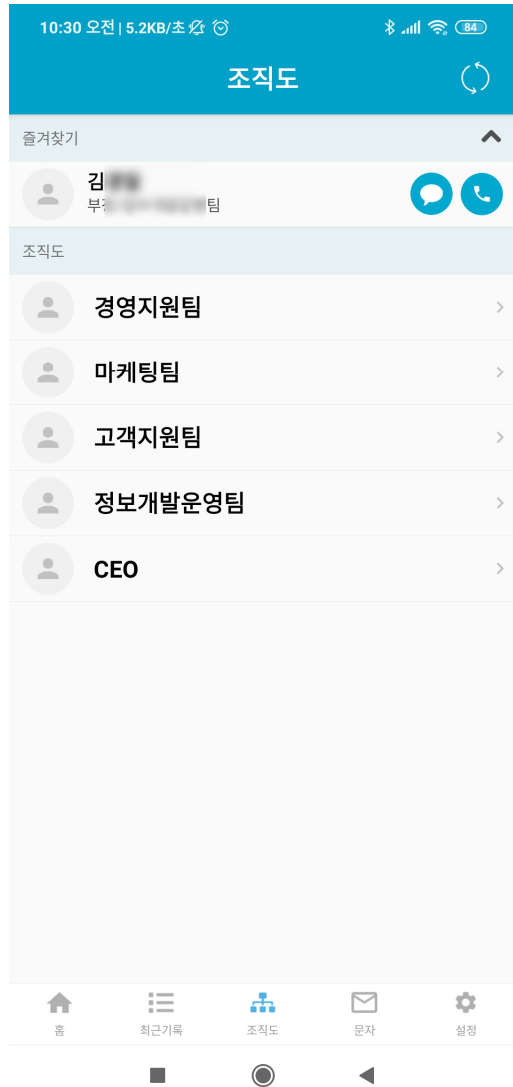 10:30 오전 | 5.2KB/초 84
조직도
즐겨찾기
김
팀
조직도
경영지원팀
마케팅팀
고객지원팀
정보개발운영팀
CEO
홈 최근기록 조직도 문자 설정